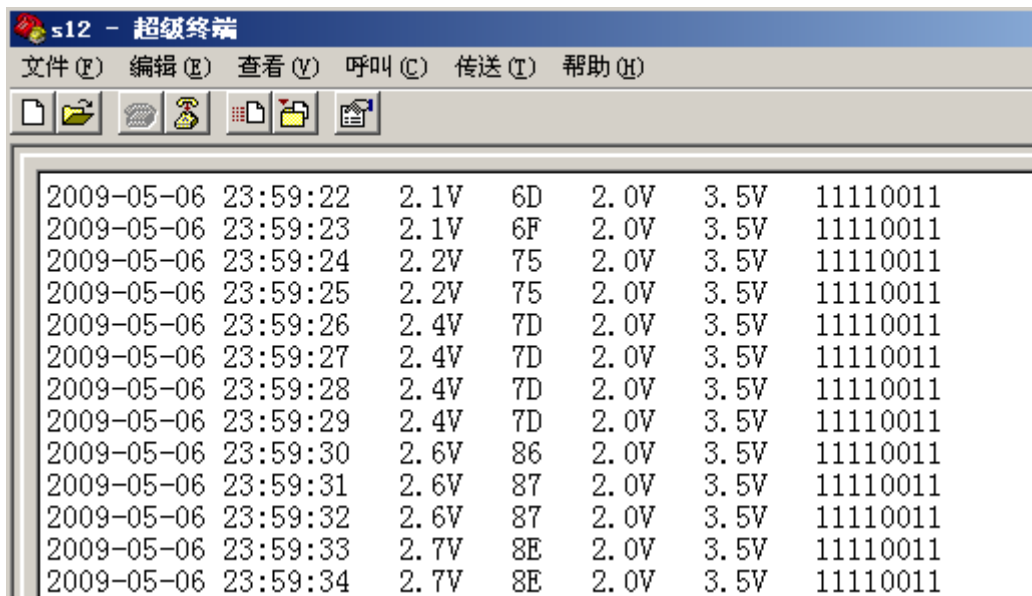 s12 - 超级终端
文件(F) 编辑(E) 查看(V) 呼叫(C) 传送(T) 帮助(H)
2009-05-06 23:59:22 2.1V 6D 2.0V 3.5V 11110011
2009-05-06 23:59:23 2.1V 6F 2.0V 3.5V 11110011
2009-05-06 23:59:24 2.2V 75 2.0V 3.5V 11110011
2009-05-06 23:59:25 2.2V 75 2.0V 3.5V 11110011
2009-05-06 23:59:26 2.4V 7D 2.0V 3.5V 11110011
2009-05-06 23:59:27 2.4V 7D 2.0V 3.5V 11110011
2009-05-06 23:59:28 2.4V 7D 2.0V 3.5V 11110011
2009-05-06 23:59:29 2.4V 7D 2.0V 3.5V 11110011
2009-05-06 23:59:30 2.6V 86 2.0V 3.5V 11110011
2009-05-06 23:59:31 2.6V 87 2.0V 3.5V 11110011
2009-05-06 23:59:32 2.6V 87 2.0V 3.5V 11110011
2009-05-06 23:59:33 2.7V 8E 2.0V 3.5V 11110011
2009-05-06 23:59:34 2.7V 8E 2.0V 3.5V 11110011